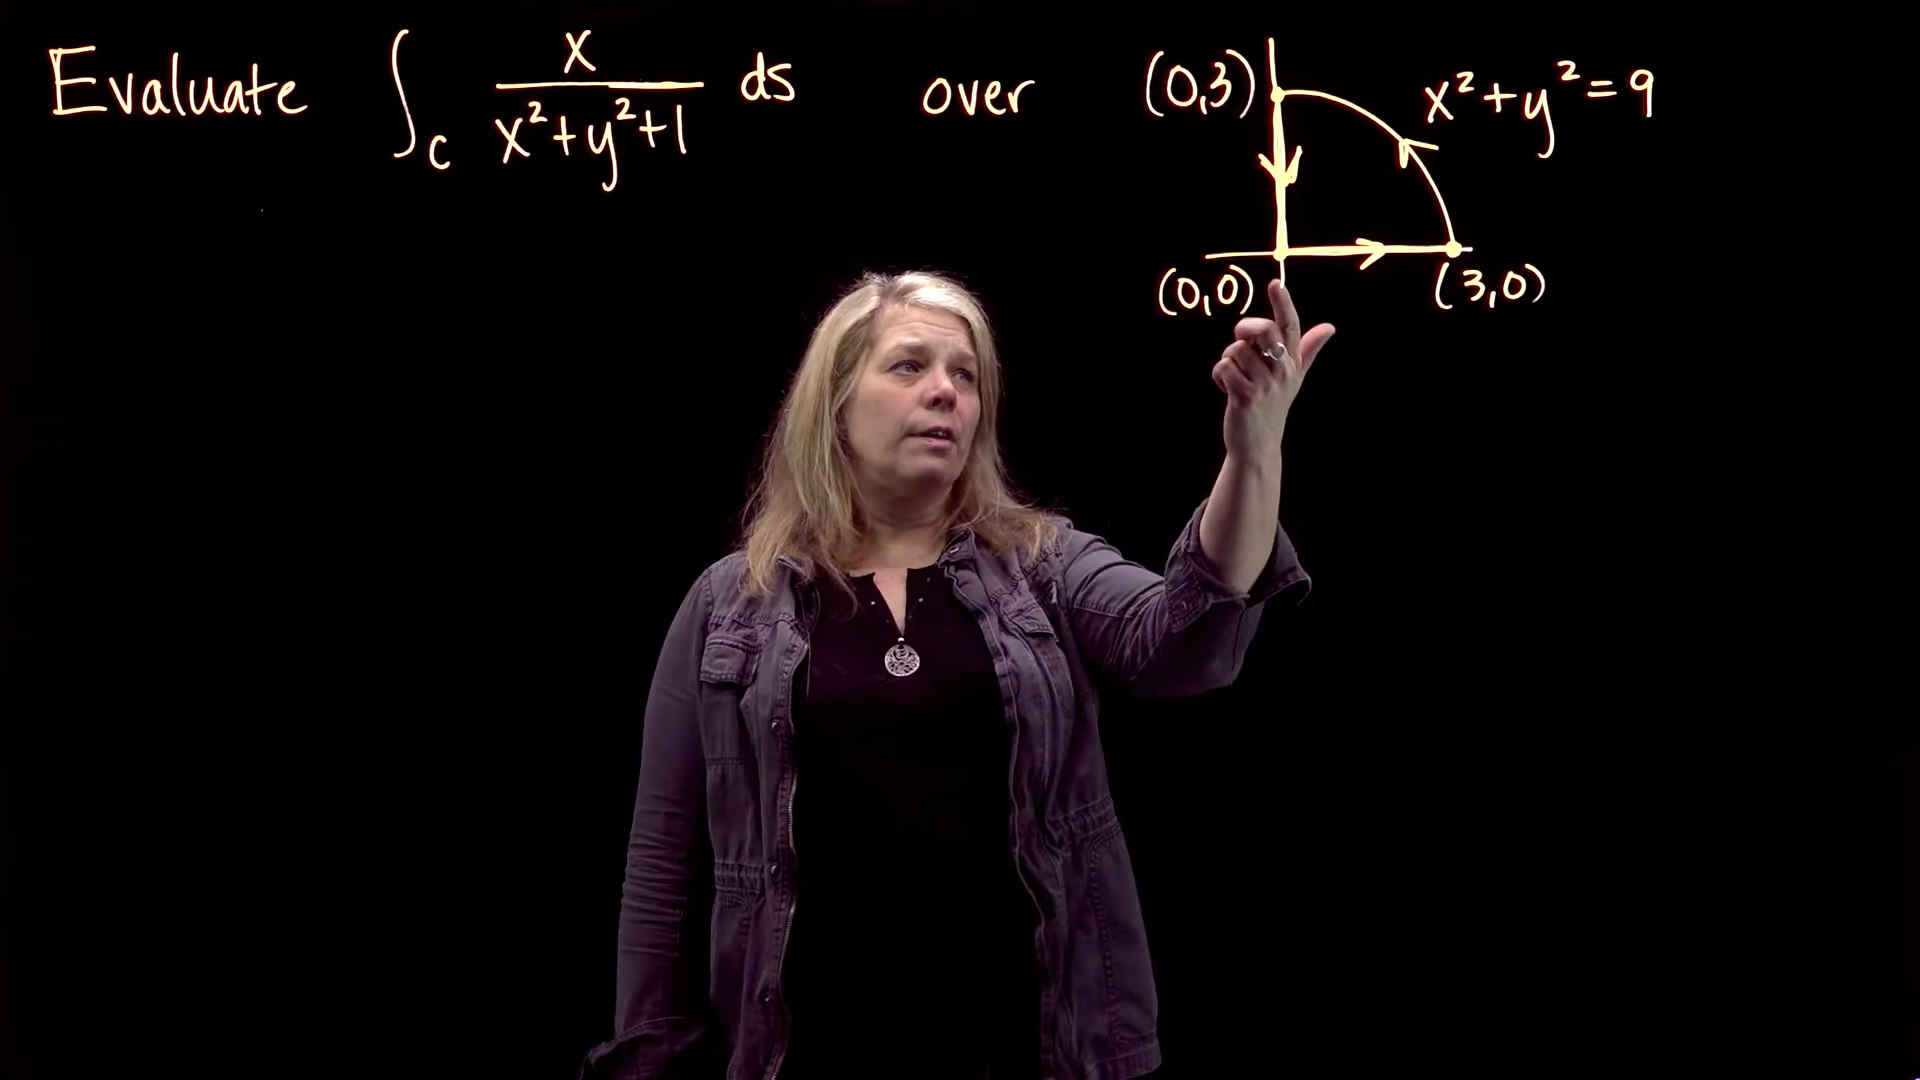 Evaluate ∫_C x/(x²+y²+1) ds over
(0,3) x²+y²=9
(0,0) (3,0)